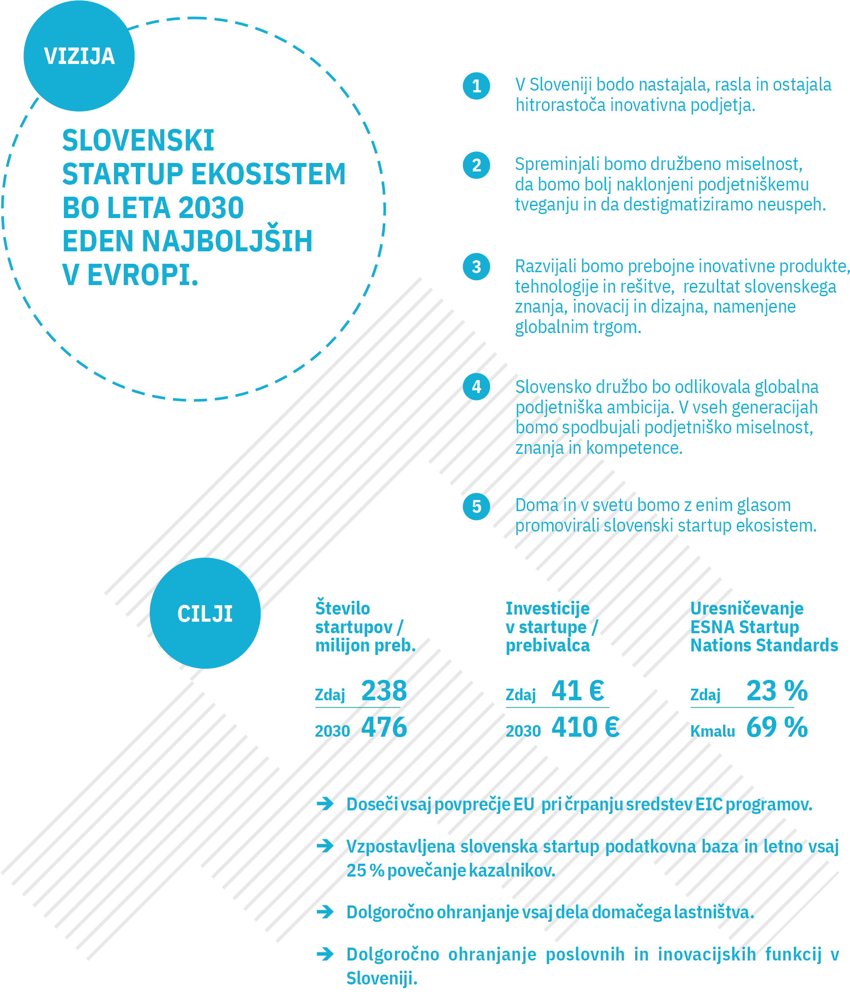 VIZIJA
SLOVENSKI
STARTUP EKOSISTEM
BO LETA 2030
EDEN NAJBOLJŠIH
V EVROPI.
1
V Sloveniji bodo nastajala, rasla in ostajala
hitrorastoča inovativna podjetja.
2
Spreminjali bomo družbeno miselnost,
da bomo bolj naklonjeni podjetniškemu
tveganju in da destigmatiziramo neuspeh.
3
Razvijali bomo prebojne inovativne produkte,
tehnologije in rešitve,  rezultat slovenskega
znanja, inovacij in dizajna, namenjene
globalnim trgom.
4
Slovensko družbo bo odlikovala globalna
podjetniška ambicija. V vseh generacijah
bomo spodbujali podjetniško miselnost,
znanja in kompetence.
5
Doma in v svetu bomo z enim glasom
promovirali slovenski startup ekosistem.
CILJI
Število
startupov /
milijon preb.
Zdaj 238
2030 476
Investicije
v startupe /
prebivalca
Zdaj 41 €
2030 410 €
Uresničevanje
ESNA Startup
Nations Standards
Zdaj 23 %
Kmalu 69 %
➔ Doseči vsaj povprečje EU  pri črpanju sredstev EIC programov.
➔ Vzpostavljena slovenska startup podatkovna baza in letno vsaj
25 % povečanje kazalnikov.
➔ Dolgoročno ohranjanje vsaj dela domačega lastništva.
➔ Dolgoročno ohranjanje poslovnih in inovacijskih funkcij v
Sloveniji.